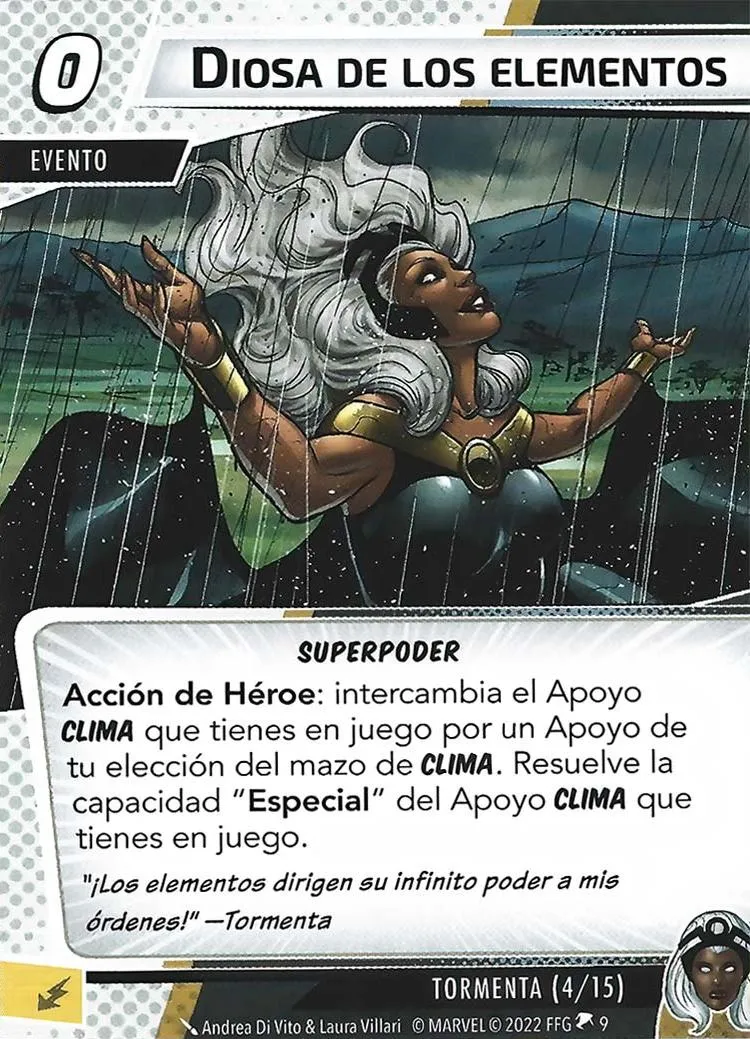 0
DIOSA DE LOS ELEMENTOS
EVENTO
SUPERPODER
Acción de Héroe: intercambia el Apoyo
CLIMA que tienes en juego por un Apoyo de
tu elección del mazo de CLIMA. Resuelve la
capacidad "Especial" del Apoyo CLIMA que
tienes en juego.
"¡Los elementos dirigen su infinito poder a mis
órdenes!" —Tormenta
TORMENTA (4/15)
Andrea Di Vito & Laura Villari © MARVEL © 2022 FFG 9